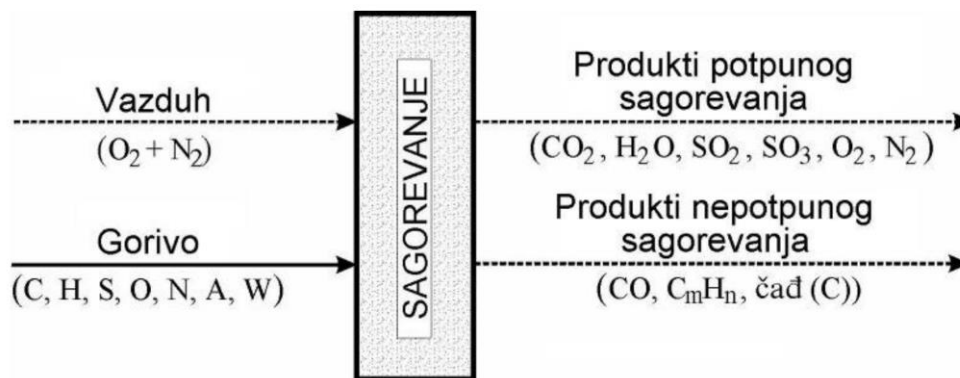 Vazduh
(O₂ + N₂)
Gorivo
(C, H, S, O, N, A, W)
SAGOREVANJE
Produkti potpunog
sagorevanja
(CO₂, H₂O, SO₂, SO₃, O₂, N₂)
Produkti nepotpunog
sagorevanja
(CO, CₘHₙ, čađ (C))